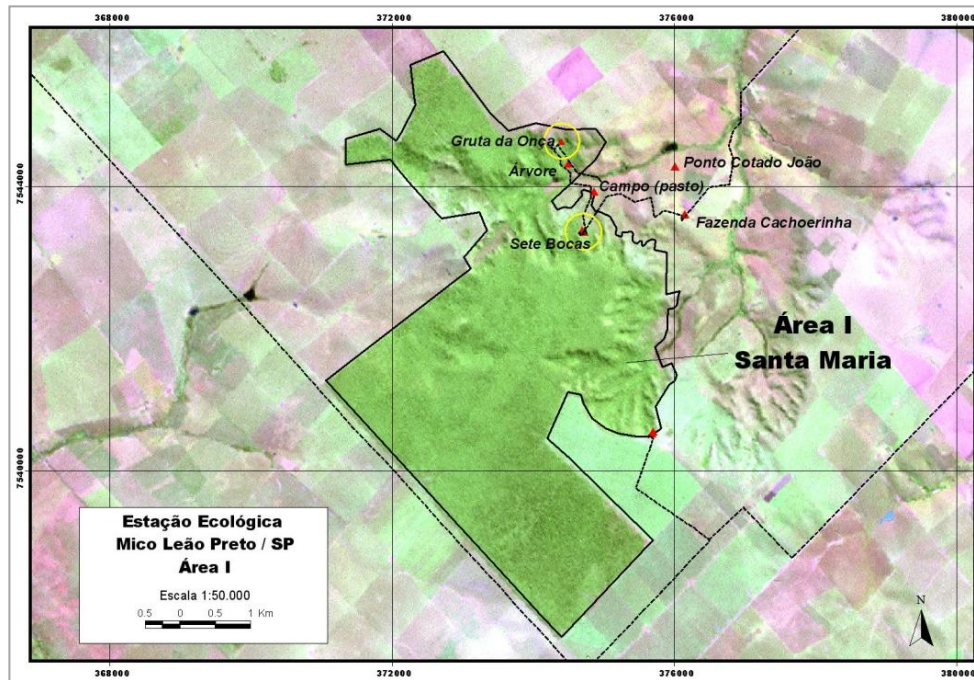 368000 372000 376000 380000
Gruta da Onça
Ponto Cotado João
Árvore
7544000
Campo (pasto)
Fazenda Cachoerinha
Sete Bocas
Área I
Santa Maria
7540000
Estação Ecológica
Mico Leão Preto / SP
Área I
Escala 1:50.000
0.5 0 0.5 1 Km
N
368000 372000 376000 380000